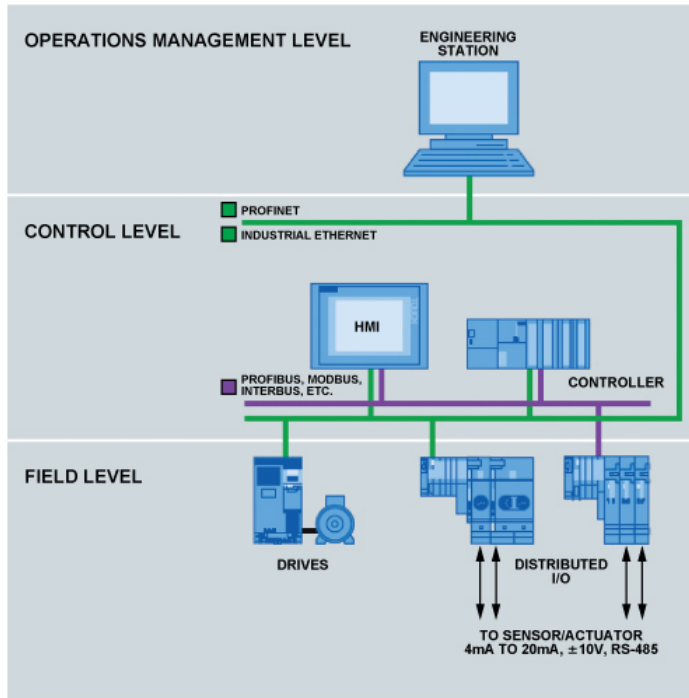 OPERATIONS MANAGEMENT LEVEL
ENGINEERING
STATION
CONTROL LEVEL
PROFINET
INDUSTRIAL ETHERNET
HMI
PROFIBUS, MODBUS,
INTERBUS, ETC.
CONTROLLER
FIELD LEVEL
DRIVES
DISTRIBUTED
I/O
TO SENSOR/ACTUATOR
4mA TO 20mA, ±10V, RS-485